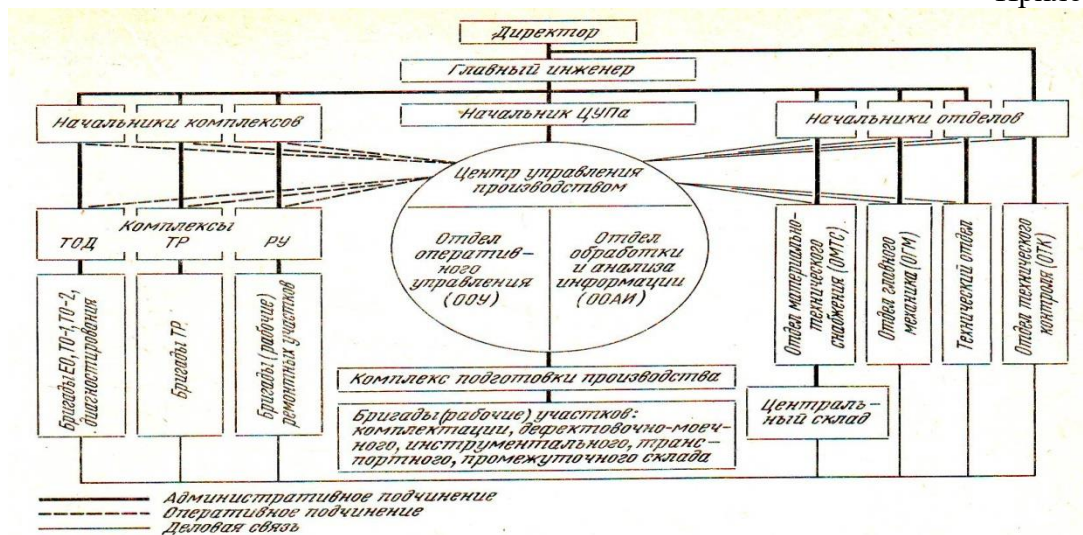 Директор
Главный инженер
Начальники комплексов
Начальник ЦУПа
Начальники отделов
Центр управления
производством
Комплексы
ТОД
ТР
РУ
Отдел
оператив-
ного
управления
(ООУ)
Отдел
обработки
и анализа
информации
(ООАИ)
Отдел материально-
технического
снабжения (ОМТС)
Отдел главного
механика (ОГМ)
Технический отдел
Отдел технического
контроля (ОТК)
Бригады ЕО, ТО-1, ТО-2,
диагностирования
Бригады ТР
Бригады (рабочие)
ремонтных участков
Комплекс подготовки производства
Бригады (рабочие) участков:
комплектации, дефектовочно-моеч-
ного, инструментального, транс-
портного, промежуточного склада
Централь-
ный склад
Административное подчинение
Оперативное подчинение
Деловая связь